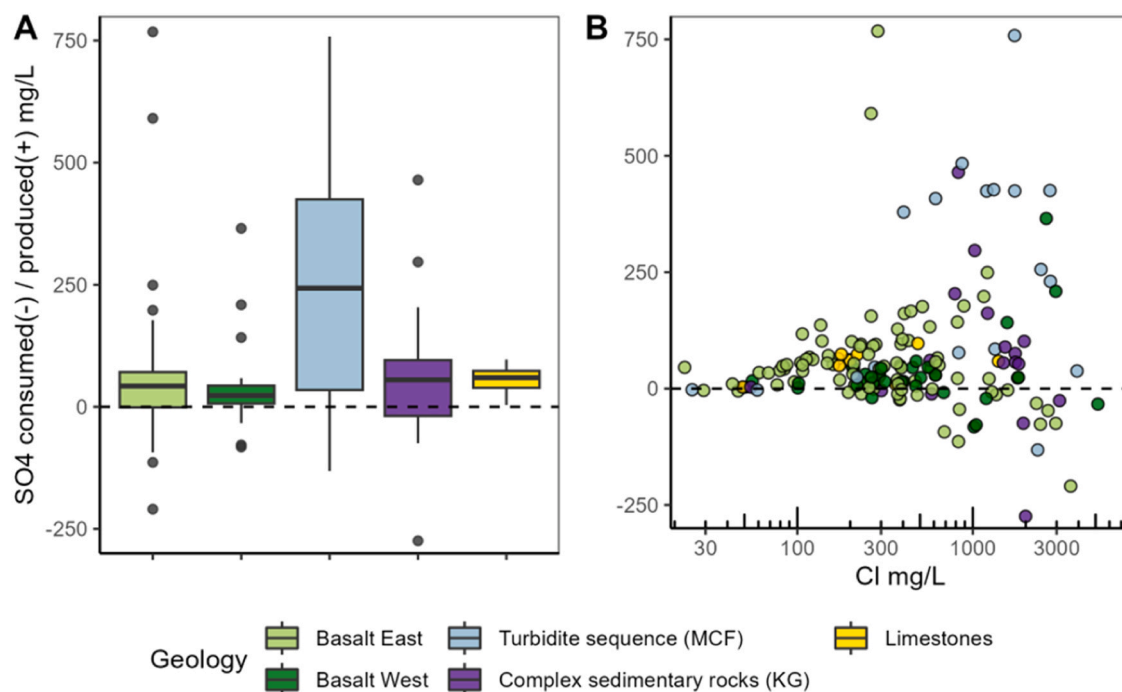 A
B
SO4 consumed(-) / produced(+) mg/L
750
500
250
0
-250
750
500
250
0
-250
30 100 300 1000 3000
Cl mg/L
Geology
Basalt East
Turbidite sequence (MCF)
Limestones
Basalt West
Complex sedimentary rocks (KG)